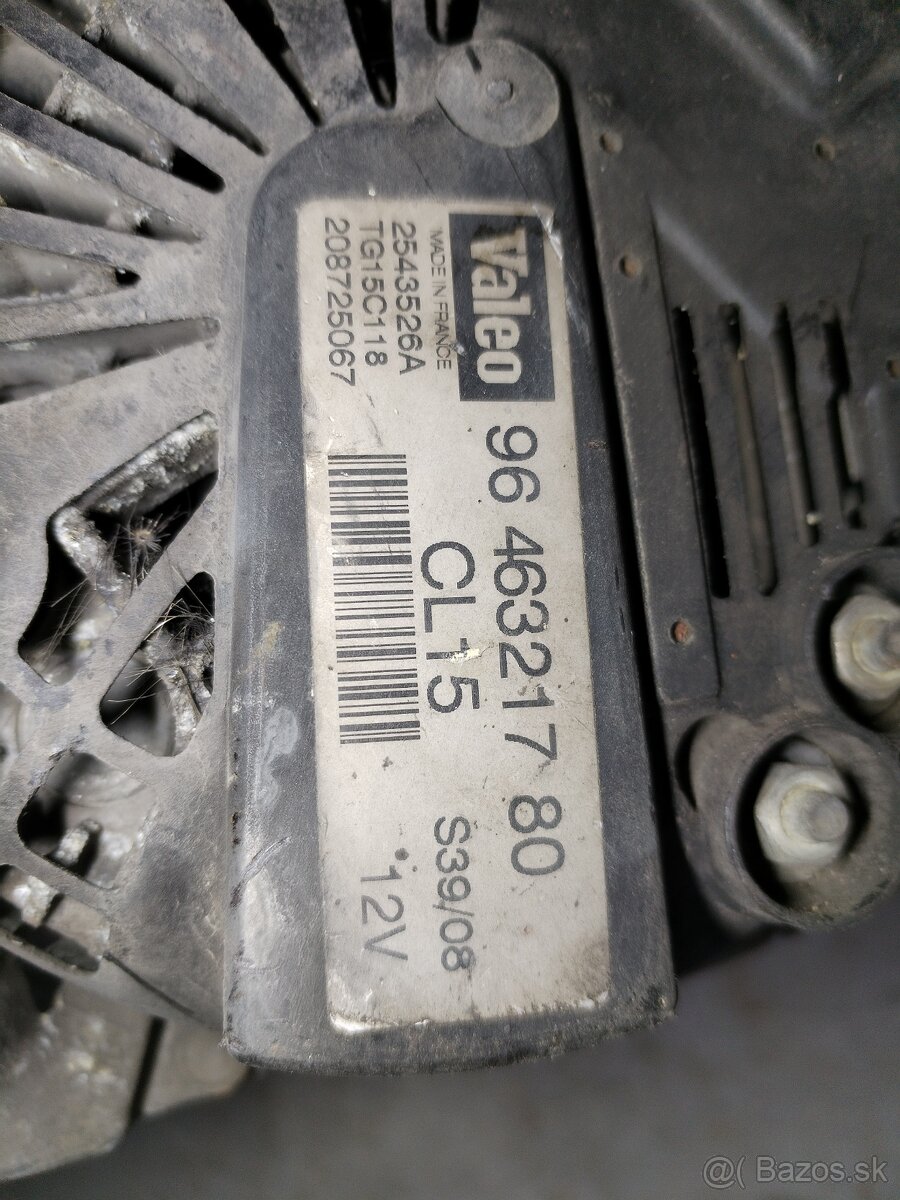 Valeo
96 463217 80
MADE IN FRANCE
2543526A
TG15C118
208725067
CL15
S39/08
12V
@( Bazos.sk